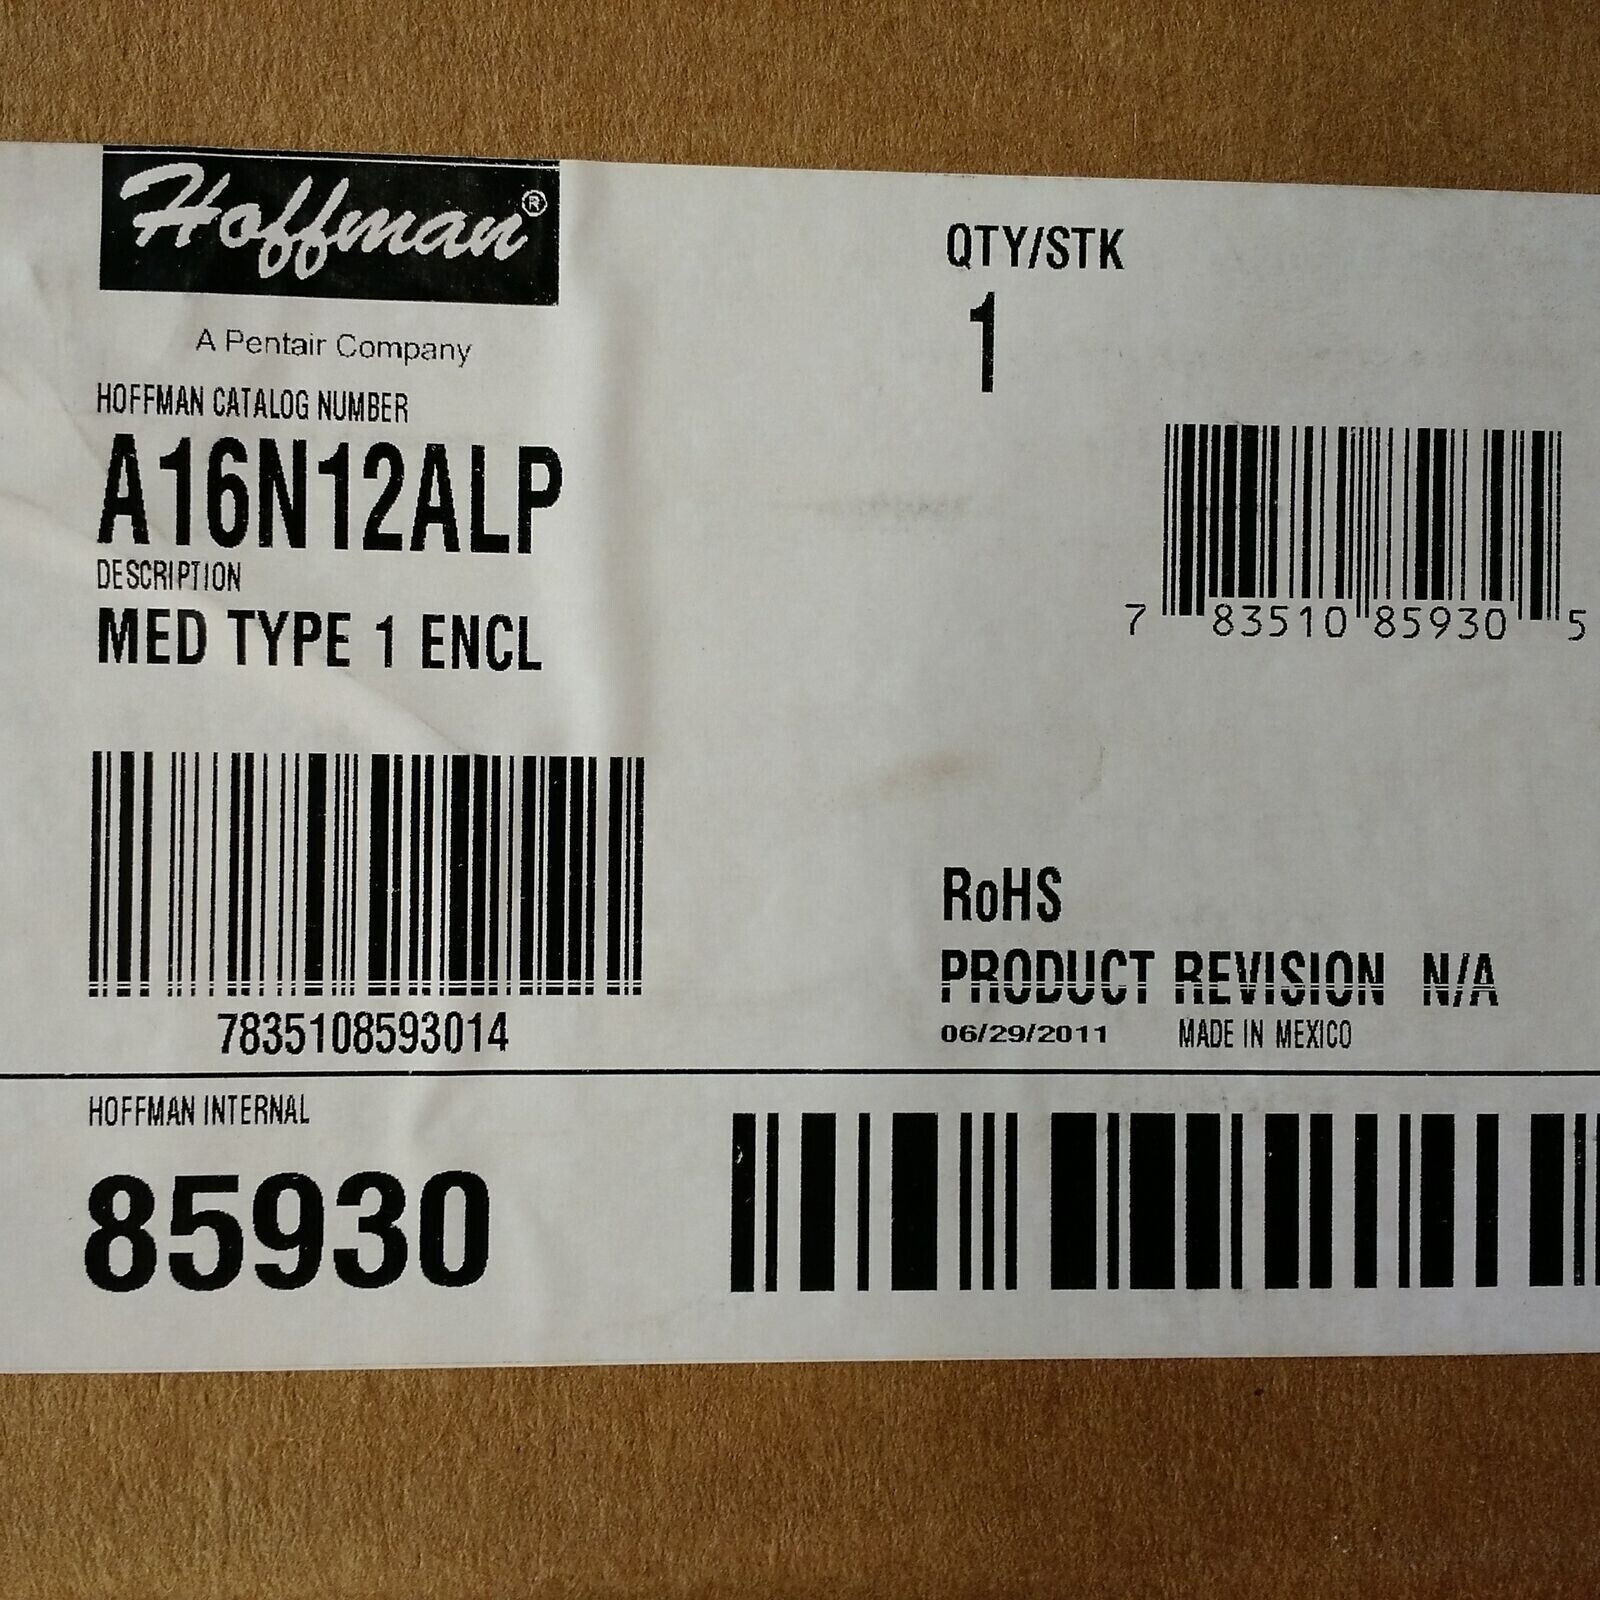 Hoffman®
A Pentair Company
HOFFMAN CATALOG NUMBER
A16N12ALP
DESCRIPTION
MED TYPE 1 ENCL
7835108593014
QTY/STK
1
7 83510 85930 5
RoHS
PRODUCT REVISION N/A
06/29/2011 MADE IN MEXICO
HOFFMAN INTERNAL
85930